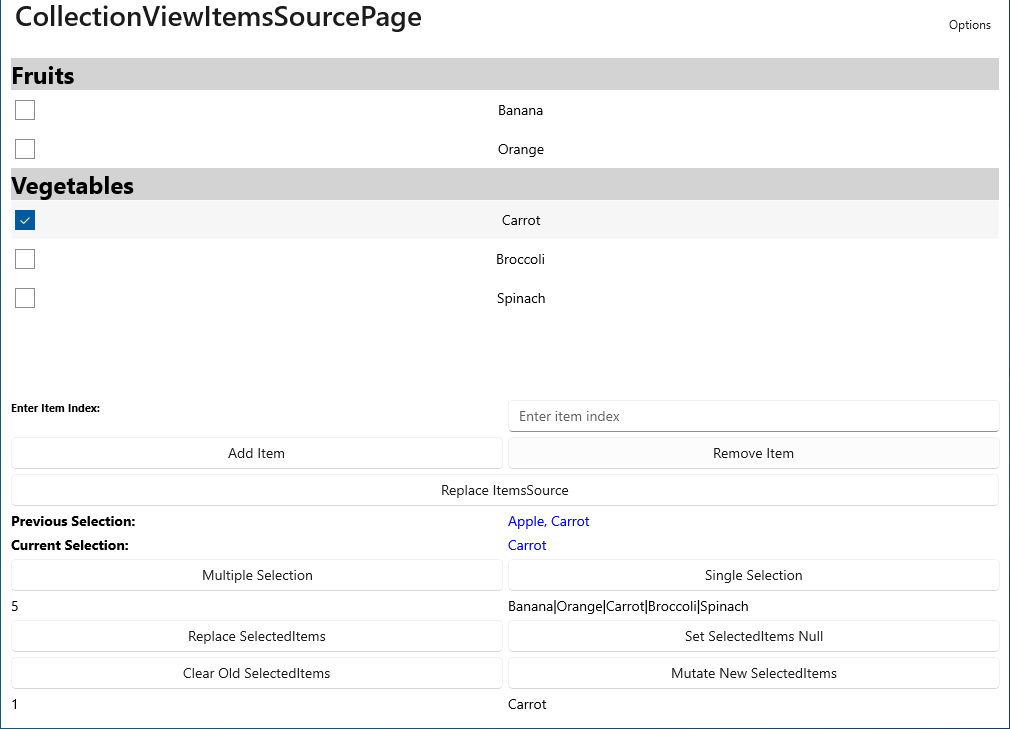 CollectionViewItemsSourcePage
Options
Fruits
Banana
Orange
Vegetables
Carrot
Broccoli
Spinach
Enter Item Index:
Enter item index
Add Item
Remove Item
Replace ItemsSource
Previous Selection:
Apple, Carrot
Current Selection:
Carrot
Multiple Selection
Single Selection
5
Banana|Orange|Carrot|Broccoli|Spinach
Replace SelectedItems
Set SelectedItems Null
Clear Old SelectedItems
Mutate New SelectedItems
1
Carrot